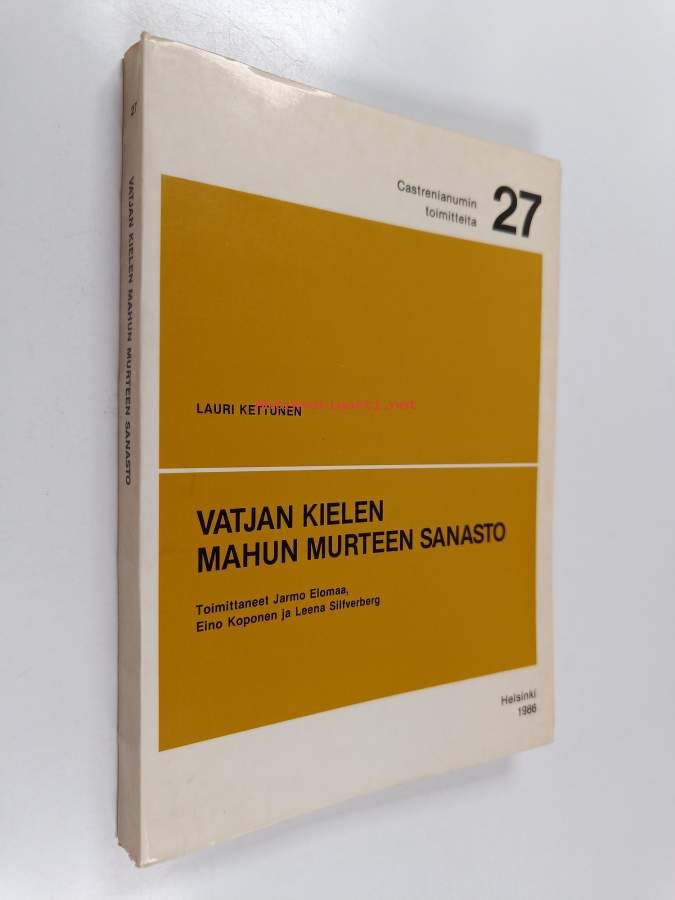 27
VATJAN KIELEN MAHUN MURTEEN SANASTO
Castrenianumin
toimitteita
27
LAURI KETTUNEN
VATJAN KIELEN
MAHUN MURTEEN SANASTO
Toimittaneet Jarmo Elomaa,
Eino Koponen ja Leena Silfverberg
Helsinki
1986